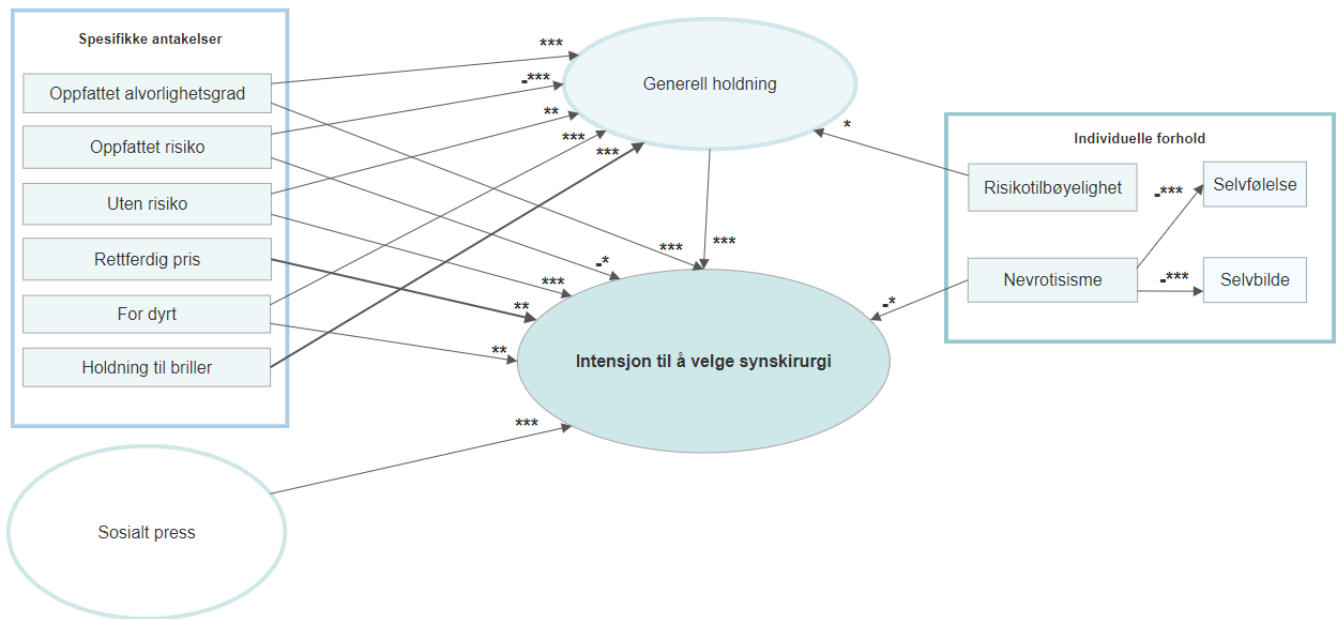 Spesifikke antakelser
Oppfattet alvorlighetsgrad
Oppfattet risiko
Uten risiko
Rettferdig pris
For dyrt
Holdning til briller
Sosialt press
***
-***
**
***
***
Generell holdning
***
***
-*
***
**
**
***
Intensjon til å velge synskirurgi
*
-*
Individuelle forhold
Risikotilbøyelighet
Nevrotisisme
-***
-***
Selvfølelse
Selvbilde